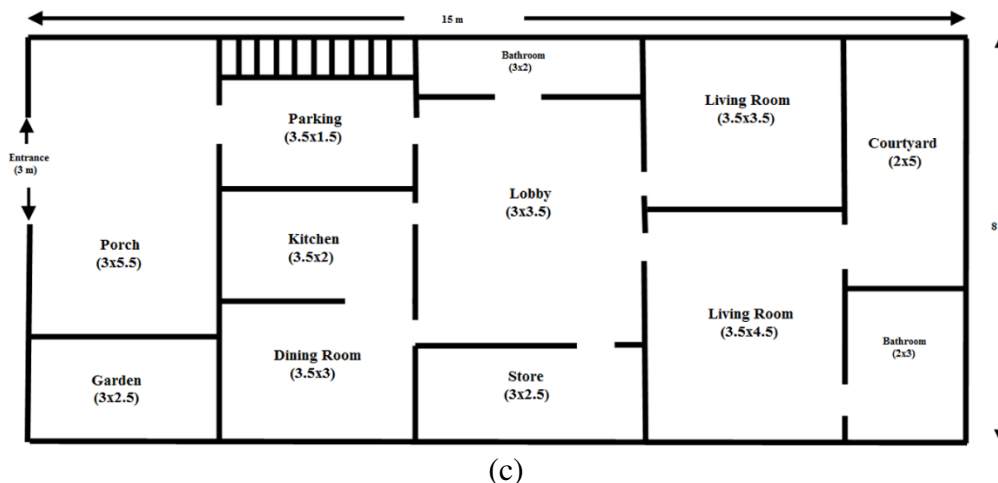 15 m
Bathroom
(3x2)
Living Room
(3.5x3.5)
Parking
(3.5x1.5)
Courtyard
(2x5)
Entrance
(3 m)
Lobby
(3x3.5)
8
Porch
(3x5.5)
Kitchen
(3.5x2)
Living Room
(3.5x4.5)
Bathroom
(2x3)
Garden
(3x2.5)
Dining Room
(3.5x3)
Store
(3x2.5)
(c)